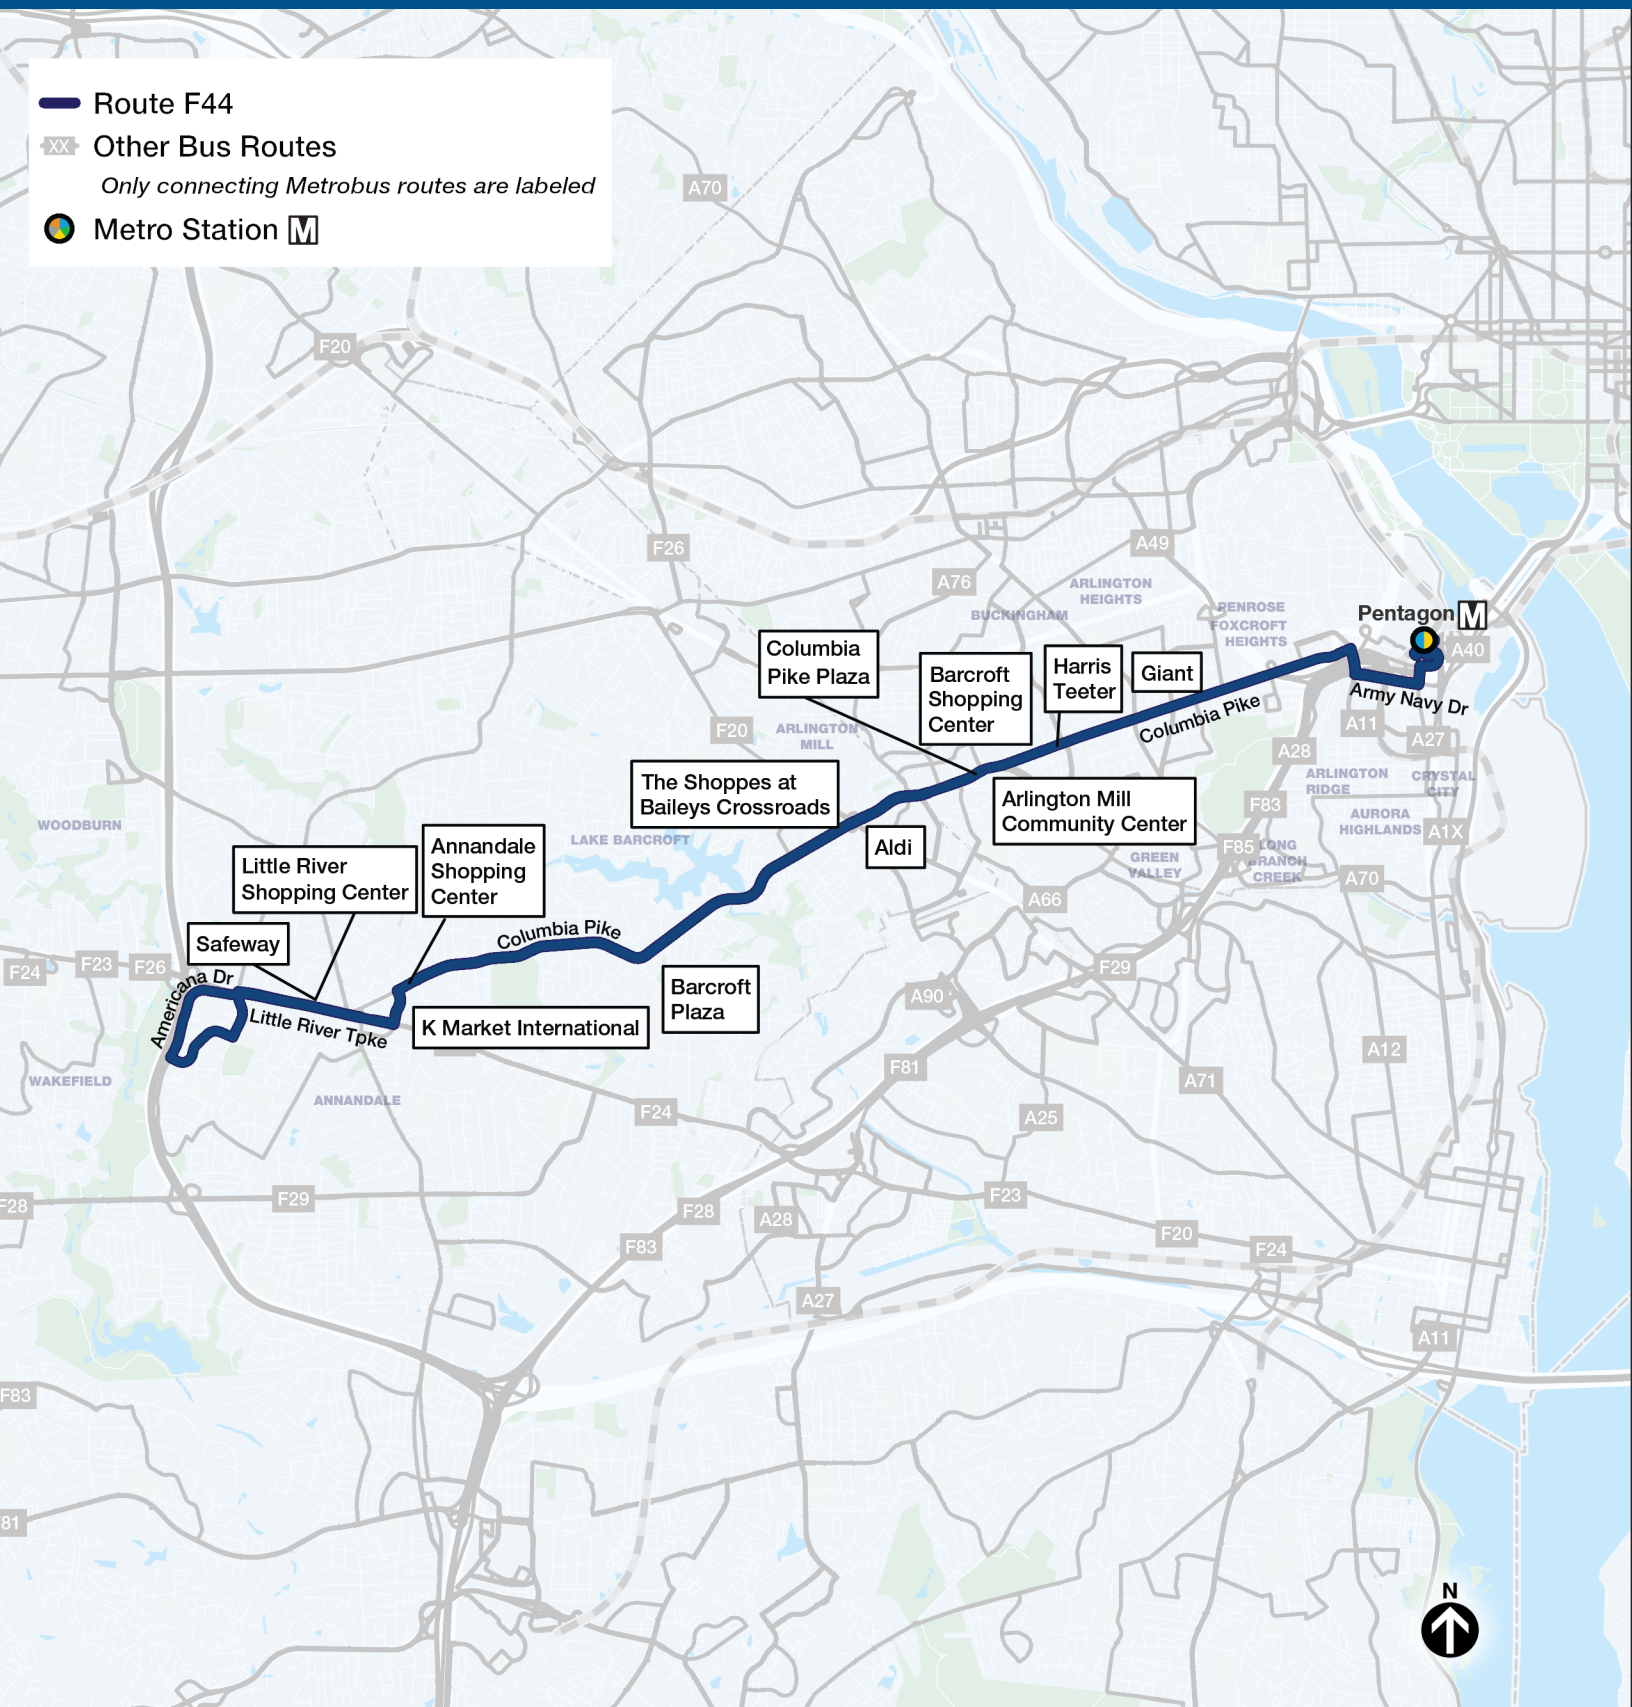 Route F44
XX
Other Bus Routes
Only connecting Metrobus routes are labeled
Metro Station M
A70
F20
F26
A49
A76
ARLINGTON
HEIGHTS
BUCKINGHAM
PENROSE
FOXCROFT
HEIGHTS
Pentagon M
A40
Columbia
Pike Plaza
Barcroft
Shopping
Center
Harris
Teeter
Giant
Columbia Pike
Army Navy Dr
A11
A27
A28
F20
ARLINGTON
MILL
ARLINGTON
RIDGE
CRYSTAL
CITY
The Shoppes at
Baileys Crossroads
Arlington Mill
Community Center
F83
AURORA
HIGHLANDS
A1X
WOODBURN
LAKE BARCROFT
Aldi
F85
LONG
BRANCH
CREEK
GREEN
VALLEY
A70
Little River
Shopping Center
Annandale
Shopping
Center
A66
Safeway
Columbia Pike
F24
F23
F26
Americana Dr
F29
Barcroft
Plaza
A90
Little River Tpke
K Market International
A12
WAKEFIELD
F81
A71
ANNANDALE
F24
A25
F28
F29
F23
F28
A28
F83
F20
F24
A27
A11
F83
81
N